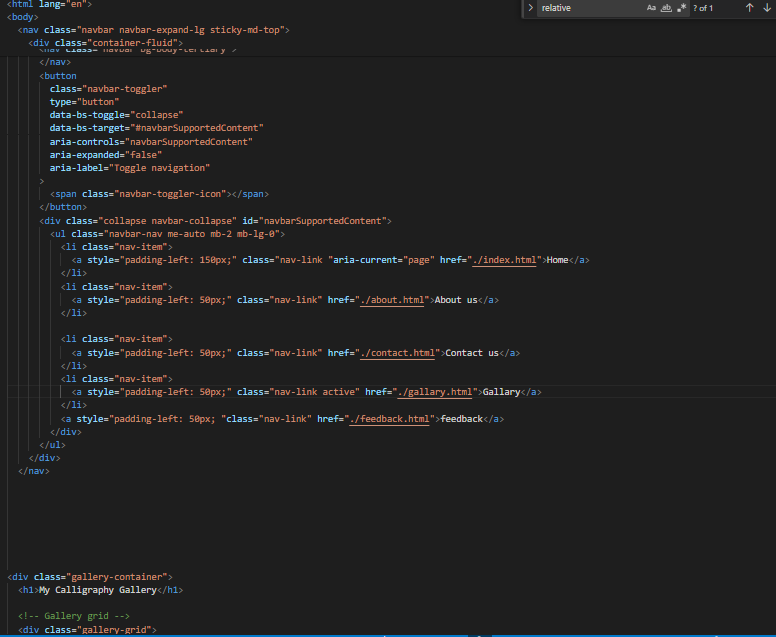 <html lang="en">
relative Aa ab .* ? of 1
<body>
<nav class="navbar navbar-expand-lg sticky-md-top">
<div class="container-fluid">
<nav class="navbar bg-body-tertiary">
</nav>
<button
class="navbar-toggler"
type="button"
data-bs-toggle="collapse"
data-bs-target="#navbarSupportedContent"
aria-controls="navbarSupportedContent"
aria-expanded="false"
aria-label="Toggle navigation"
>
<span class="navbar-toggler-icon"></span>
</button>
<div class="collapse navbar-collapse" id="navbarSupportedContent">
<ul class="navbar-nav me-auto mb-2 mb-lg-0">
<li class="nav-item">
<a style="padding-left: 150px;" class="nav-link "aria-current="page" href="./index.html">Home</a>
</li>
<li class="nav-item">
<a style="padding-left: 50px;" class="nav-link" href="./about.html">About us</a>
</li>
<li class="nav-item">
<a style="padding-left: 50px;" class="nav-link" href="./contact.html">Contact us</a>
</li>
<li class="nav-item">
<a style="padding-left: 50px;" class="nav-link active" href="./gallary.html">Gallary</a>
</li>
<a style="padding-left: 50px; "class="nav-link" href="./feedback.html">feedback</a>
</div>
</ul>
</div>
</nav>
<div class="gallery-container">
<h1>My Calligraphy Gallery</h1>
<!-- Gallery grid -->
<div class="gallery-grid">